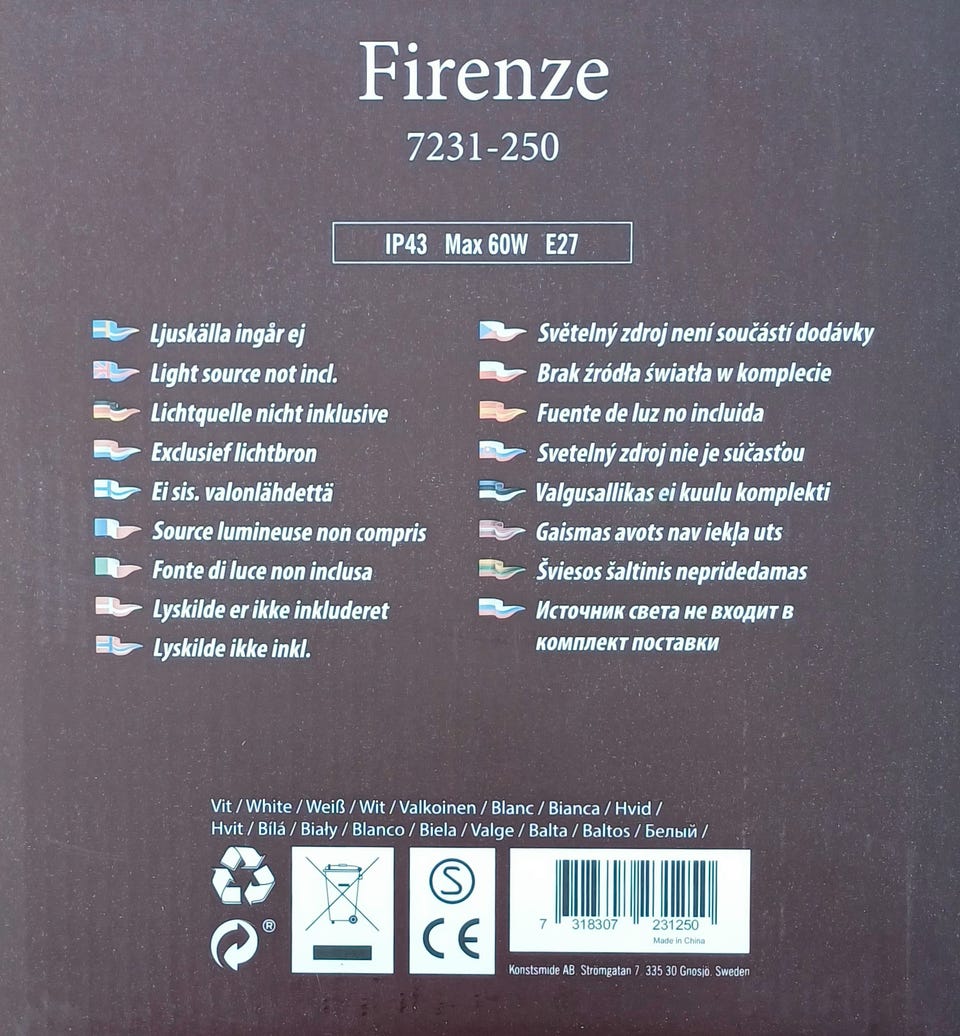 Firenze
7231-250
IP43 Max 60W E27
Ljuskälla ingår ej
Light source not incl.
Lichtquelle nicht inklusive
Exclusief lichtbron
Ei sis. valonlähdettä
Source lumineuse non compris
Fonte di luce non inclusa
Lyskilde er ikke inkluderet
Lyskilde ikke inkl.
Světelný zdroj není součástí dodávky
Brak źródła światła w komplecie
Fuente de luz no incluida
Svetelný zdroj nie je súčasťou
Valgusallikas ei kuulu komplekti
Gaismas avots nav iekļa uts
Šviesos šaltinis nepridedamas
Источник света не входит в
комплект поставки
Vit / White / Weiß / Wit / Valkoinen / Blanc / Bianca / Hvid /
Hvit / Bílá / Biały / Blanco / Biela / Valge / Balta / Baltos / Белый /
®
S
CE
7 318307 231250
Made in China
Konstsmide AB, Strömgatan 7, 335 30 Gnosjö, Sweden